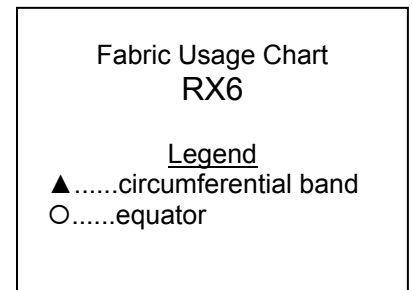 Fabric Usage Chart
RX6
Legend
▲......circumferential band
○......equator